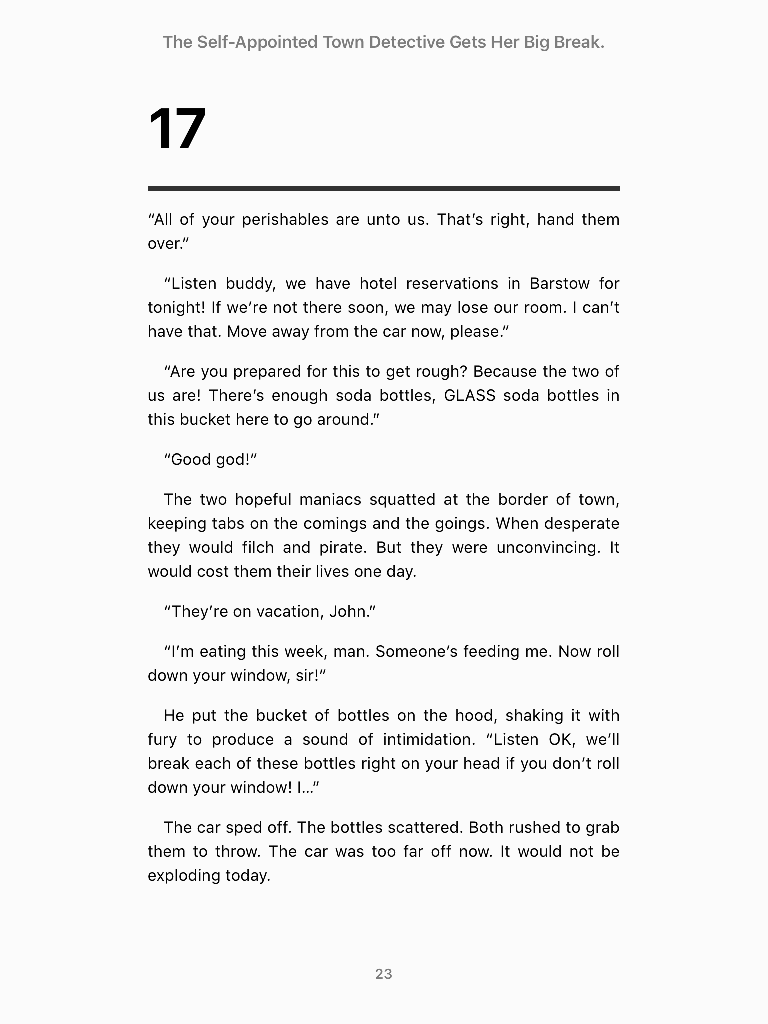 The Self-Appointed Town Detective Gets Her Big Break.
17
“All of your perishables are unto us. That’s right, hand them
over.”
“Listen buddy, we have hotel reservations in Barstow for
tonight! If we’re not there soon, we may lose our room. I can’t
have that. Move away from the car now, please.”
“Are you prepared for this to get rough? Because the two of
us are! There’s enough soda bottles, GLASS soda bottles in
this bucket here to go around.”
“Good god!”
The two hopeful maniacs squatted at the border of town,
keeping tabs on the comings and the goings. When desperate
they would filch and pirate. But they were unconvincing. It
would cost them their lives one day.
“They’re on vacation, John.”
“I’m eating this week, man. Someone’s feeding me. Now roll
down your window, sir!”
He put the bucket of bottles on the hood, shaking it with
fury to produce a sound of intimidation. “Listen OK, we’ll
break each of these bottles right on your head if you don’t roll
down your window! I...”
The car sped off. The bottles scattered. Both rushed to grab
them to throw. The car was too far off now. It would not be
exploding today.
23